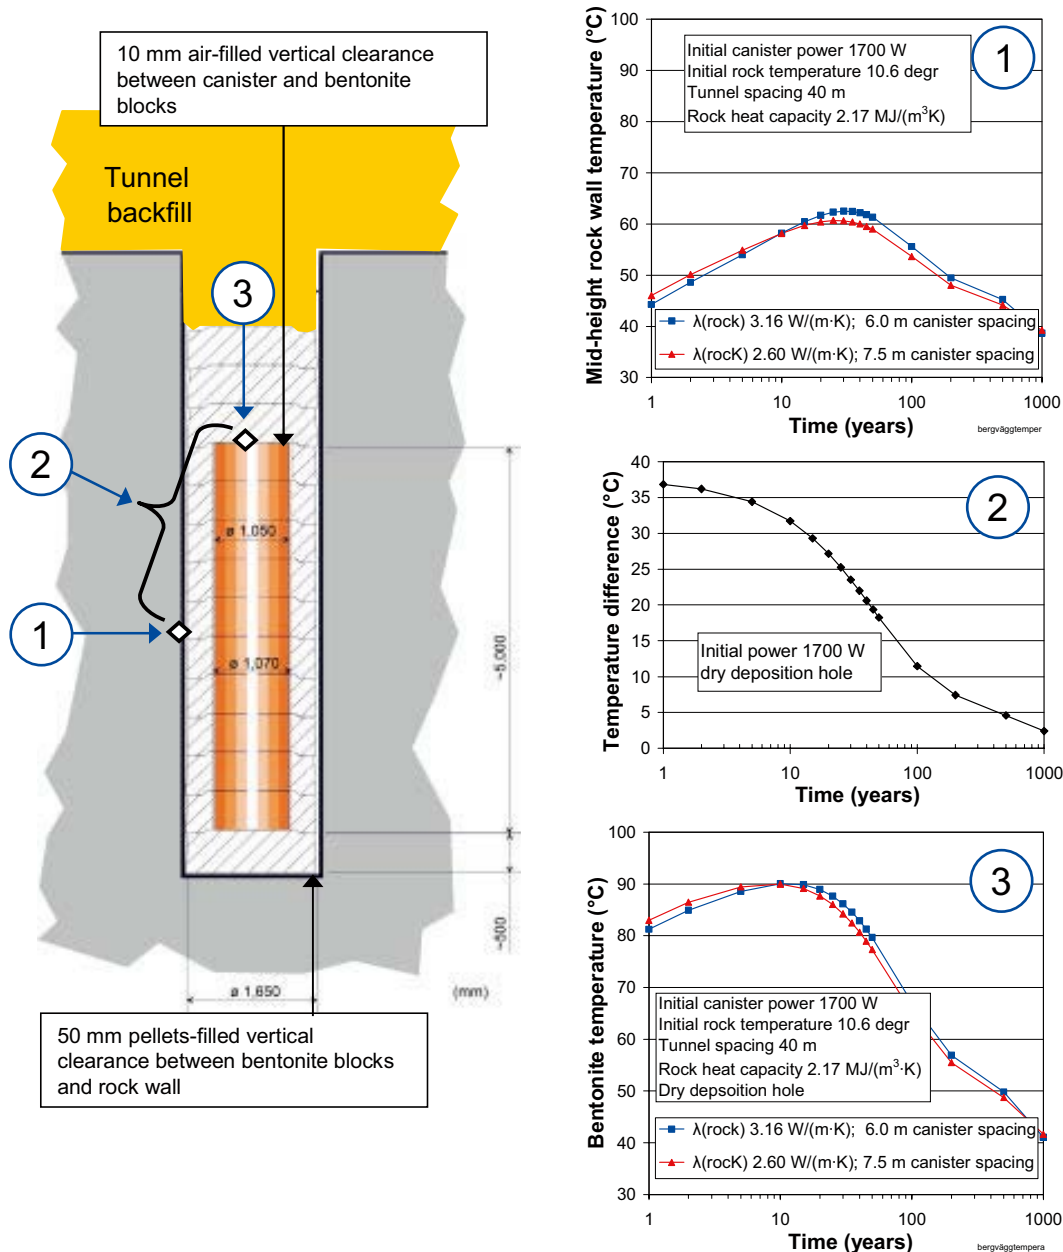 10 mm air-filled vertical clearance
between canister and bentonite
blocks
Tunnel
backfill
3
2
1
ø 1.050
ø 1,070
~5,000
~500
ø 1,650
(mm)
50 mm pellets-filled vertical
clearance between bentonite blocks
and rock wall
Mid-height rock wall temperature (°C)
100
90
80
70
60
50
40
30
Initial canister power 1700 W
Initial rock temperature 10.6 degr
Tunnel spacing 40 m
Rock heat capacity 2.17 MJ/(m³K)
1
λ(rock) 3.16 W/(m·K); 6.0 m canister spacing
λ(rocK) 2.60 W/(m·K); 7.5 m canister spacing
1 10 100 1000
Time (years)
bergväggtemper
Temperature difference (°C)
40
35
30
25
20
15
10
5
0
2
Initial power 1700 W
dry deposition hole
1 10 100 1000
Time (years)
Bentonite temperature (°C)
100
90
80
70
60
50
40
30
3
Initial canister power 1700 W
Initial rock temperature 10.6 degr
Tunnel spacing 40 m
Rock heat capacity 2.17 MJ/(m³·K)
Dry depsoition hole
λ(rock) 3.16 W/(m·K); 6.0 m canister spacing
λ(rocK) 2.60 W/(m·K); 7.5 m canister spacing
1 10 100 1000
Time (years)
bergväggtempera